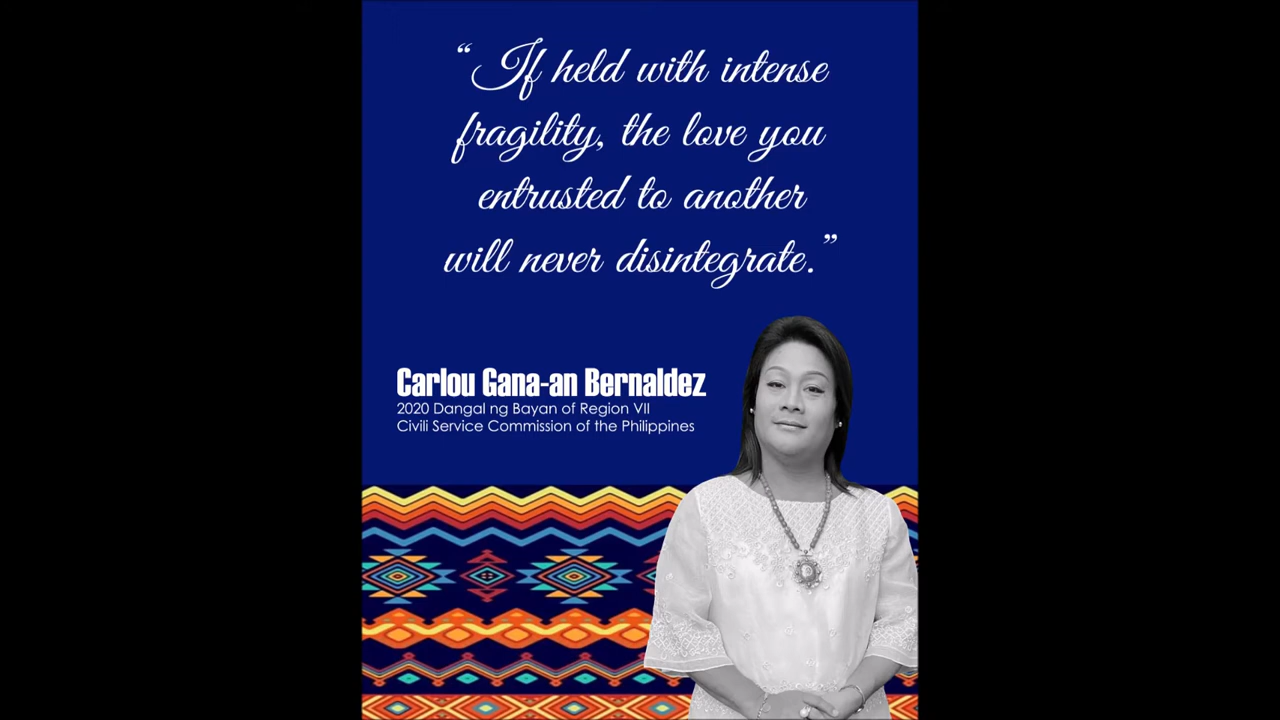 “If held with intense
fragility, the love you
entrusted to another
will never disintegrate.”
Carlou Gana-an Bernaldez
2020 Dangal ng Bayan of Region VII
Civili Service Commission of the Philippines